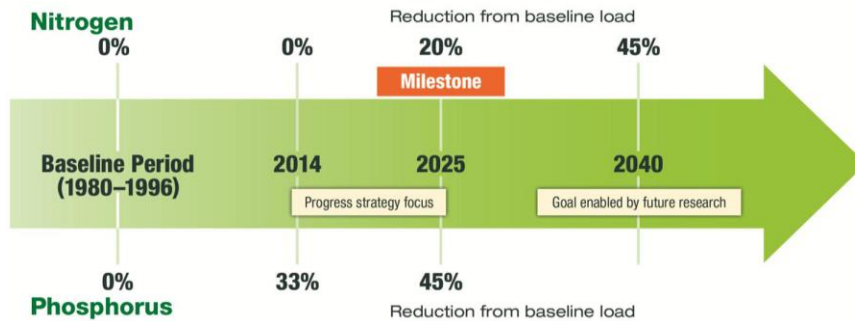 Nitrogen
Reduction from baseline load
0% 0% 20% 45%
Milestone
Baseline Period
(1980–1996)
2014 2025 2040
Progress strategy focus
Goal enabled by future research
0% 33% 45%
Phosphorus
Reduction from baseline load